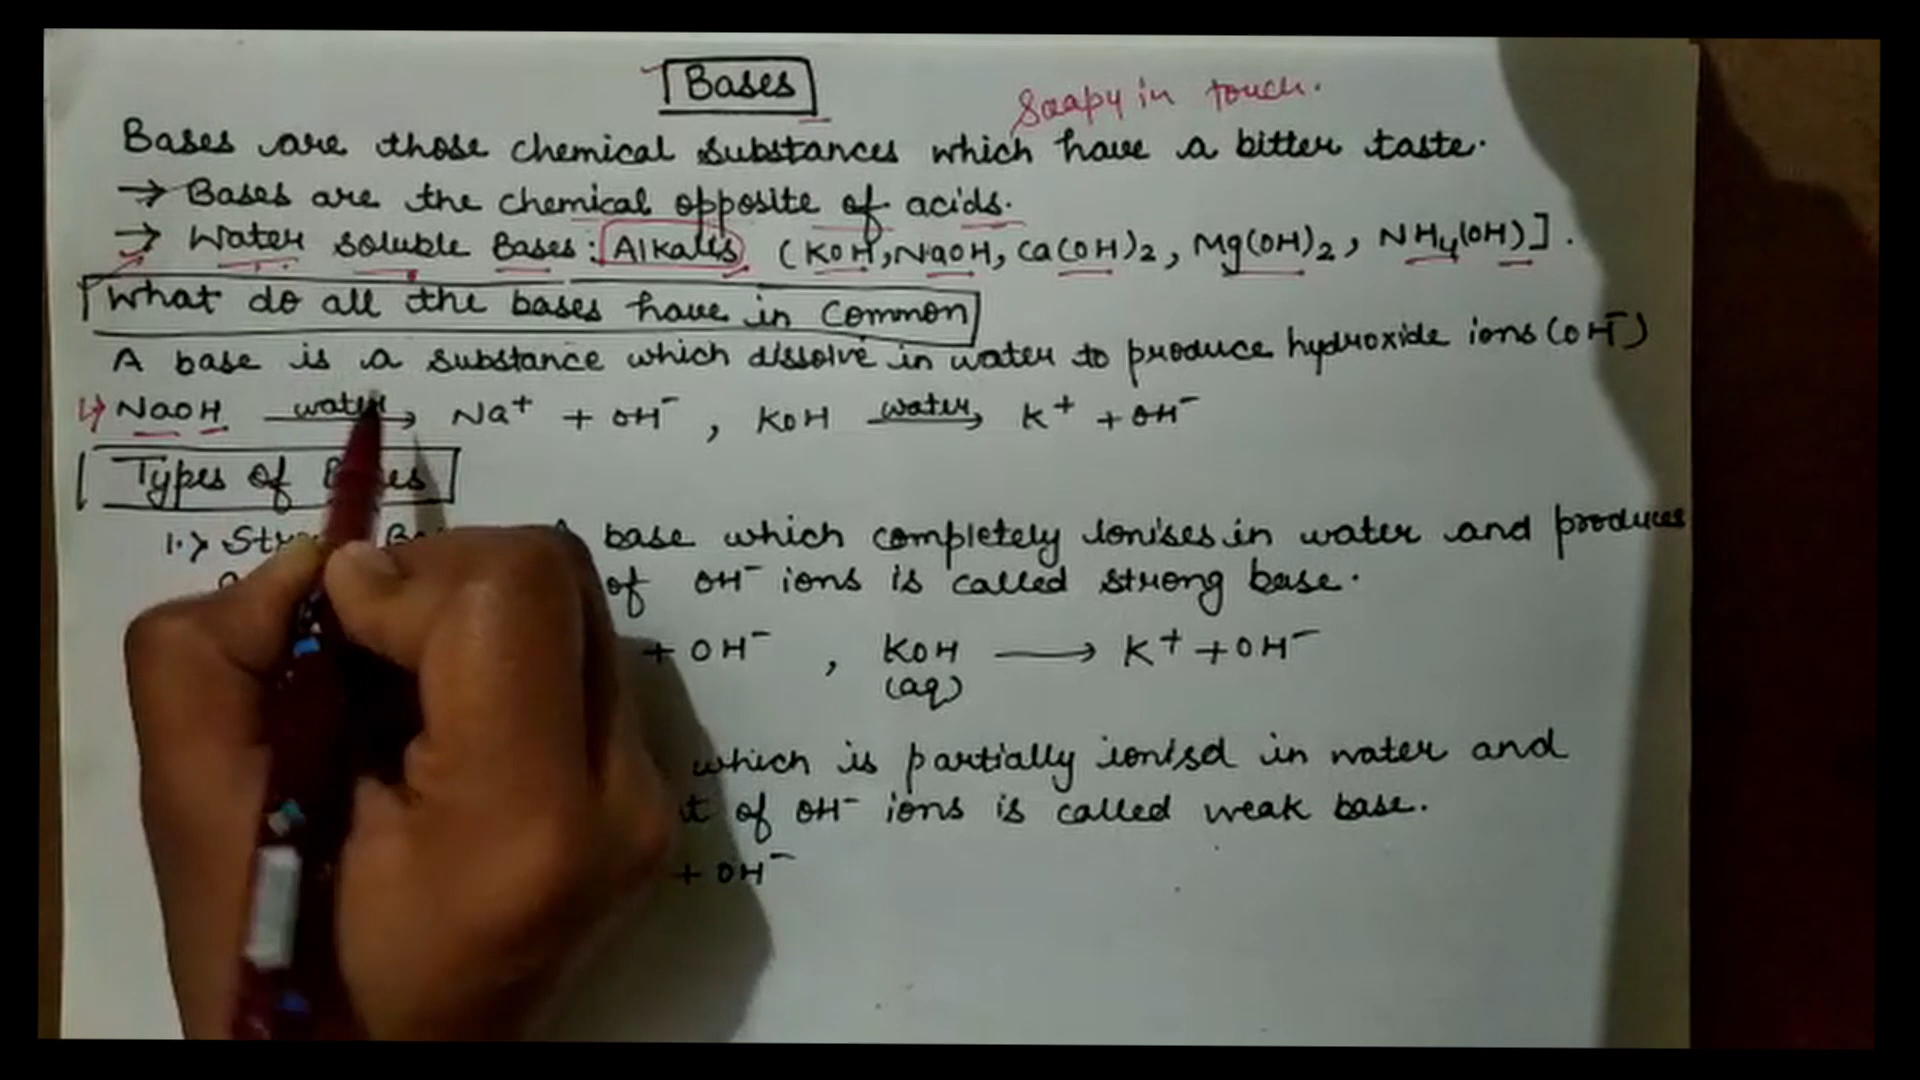 Bases
Soapy in touch.
Bases are those chemical substances which have a bitter taste.
→ Bases are the chemical opposite of acids.
→ Water soluble Bases : Alkalis (KOH, NaOH, Ca(OH)2, Mg(OH)2, NH4(OH)].
What do all the bases have in Common
A base is a substance which dissolve in water to produce hydroxide ions (OH⁻)
↳ NaOH water→ Na⁺ + OH⁻ , KOH water→ K⁺ + OH⁻
Types of
1.> A base which completely Ionises in water and produces
of OH⁻ ions is called strong base.
+ OH⁻ , KOH → K⁺ + OH⁻
(aq)
which is partially ionisd in water and
of OH⁻ ions is called weak base.
+ OH⁻